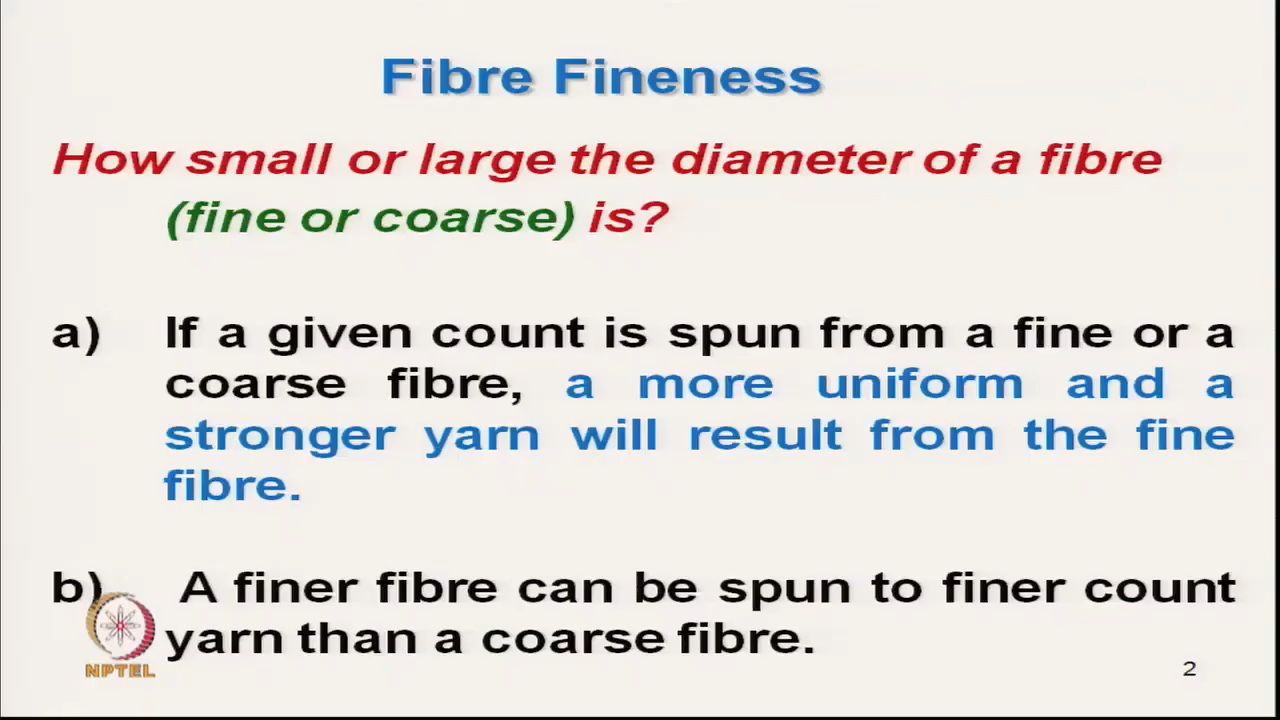 Fibre Fineness
How small or large the diameter of a fibre
(fine or coarse) is?
a) If a given count is spun from a fine or a
coarse fibre, a more uniform and a
stronger yarn will result from the fine
fibre.
b) A finer fibre can be spun to finer count
yarn than a coarse fibre.
NPTEL
2